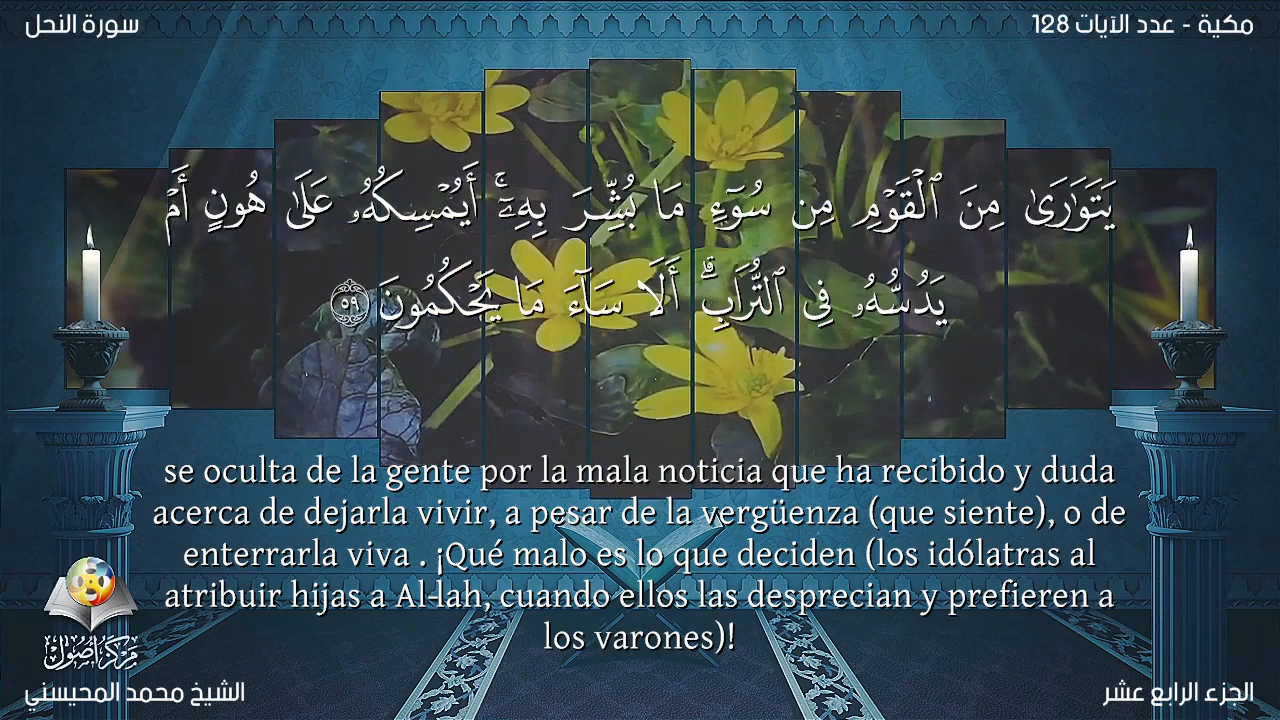 سورة النحل
مكية - عدد الآيات 128
يَتَوَٰرَىٰ مِنَ ٱلْقَوْمِ مِن سُوٓءِ مَا بُشِّرَ بِهِۦٓ ۚ أَيُمْسِكُهُۥ عَلَىٰ هُونٍ أَمْ
يَدُسُّهُۥ فِى ٱلتُّرَابِ ۗ أَلَا سَآءَ مَا يَحْكُمُونَ ٥٩
se oculta de la gente por la mala noticia que ha recibido y duda
acerca de dejarla vivir, a pesar de la vergüenza (que siente), o de
enterrarla viva . ¡Qué malo es lo que deciden (los idólatras al
atribuir hijas a Al-lah, cuando ellos las desprecian y prefieren a
los varones)!
مركز أصول
الشيخ محمد المحيسني
الجزء الرابع عشر